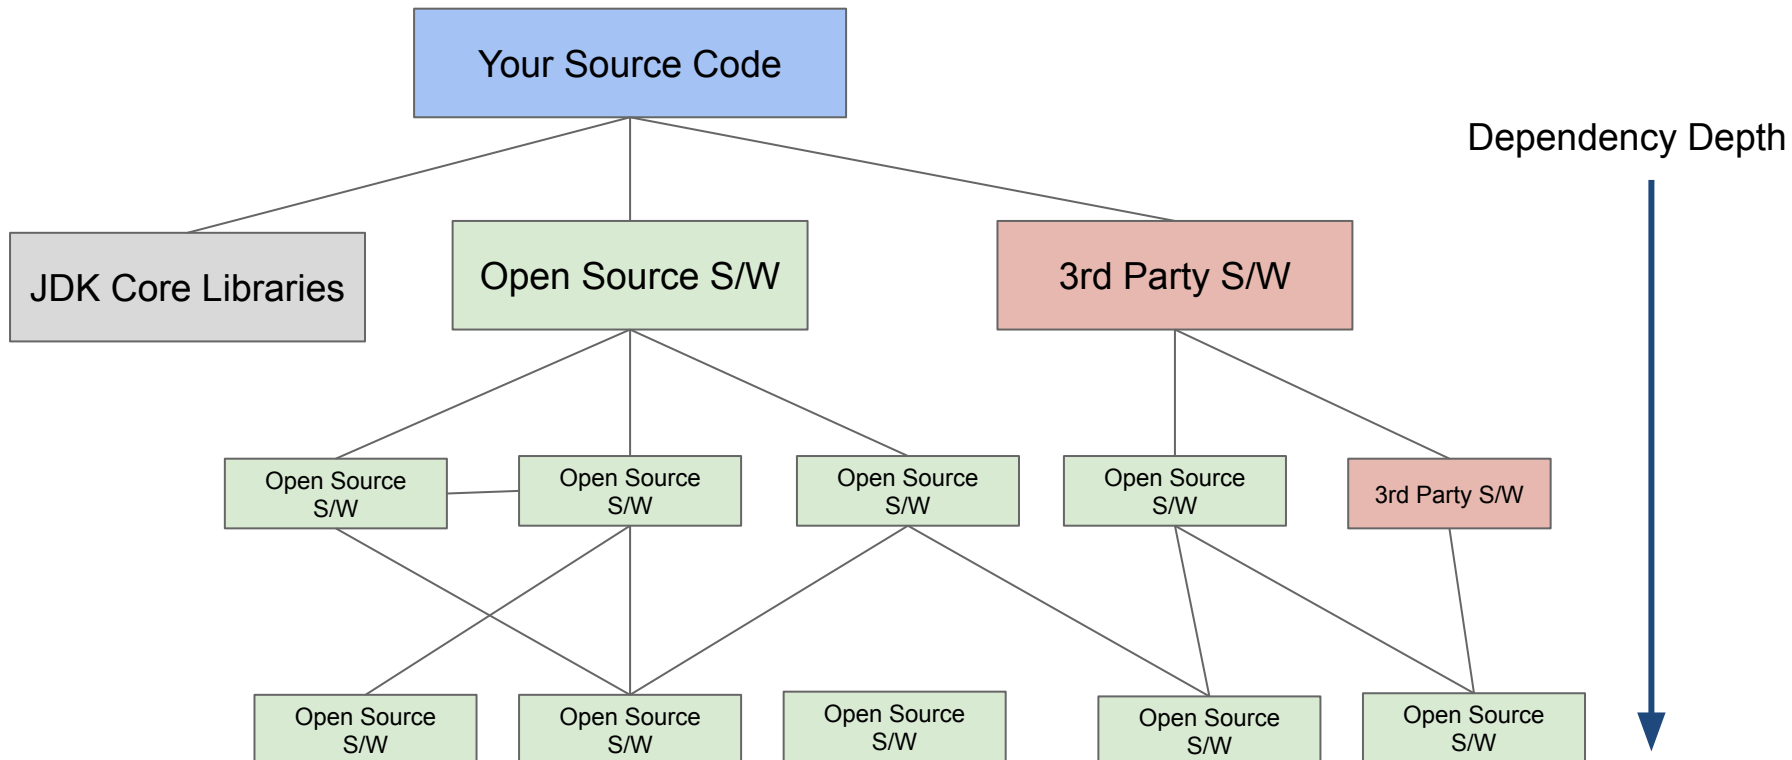 Your Source Code
Dependency Depth
JDK Core Libraries
Open Source S/W
3rd Party S/W
Open Source
S/W
Open Source
S/W
Open Source
S/W
Open Source
S/W
3rd Party S/W
Open Source
S/W
Open Source
S/W
Open Source
S/W
Open Source
S/W
Open Source
S/W